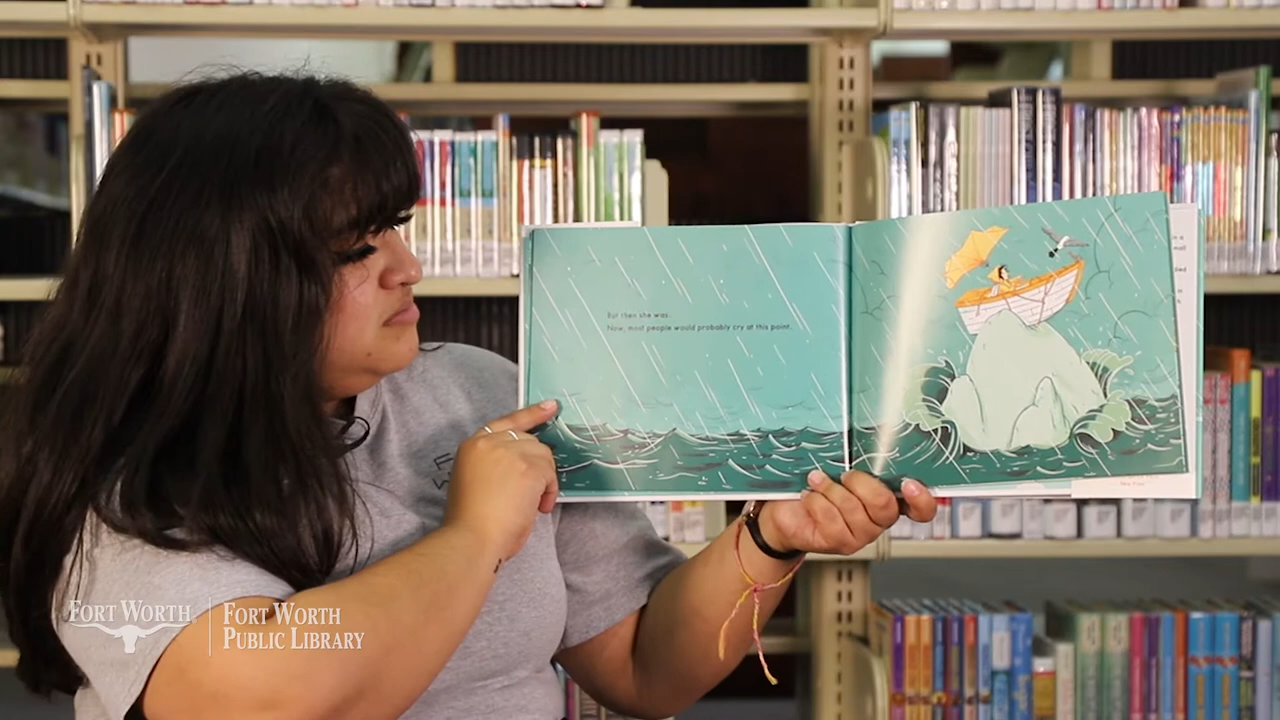 But then she was.
Now, most people would probably cry at this point.
FORT WORTH
FORT WORTH
PUBLIC LIBRARY